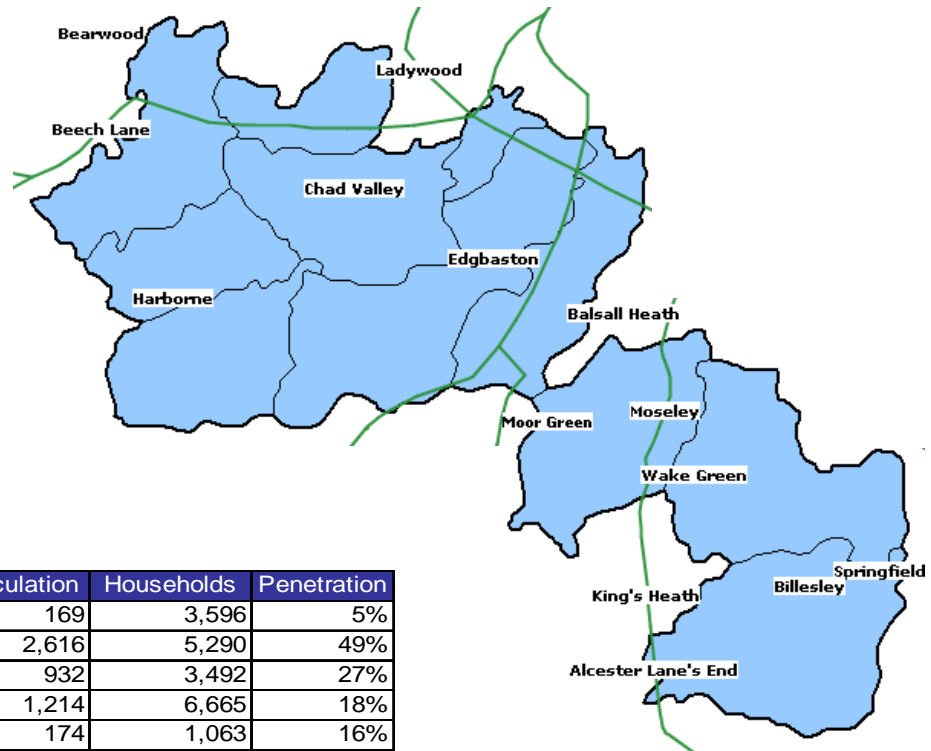 Bearwood
Ladywood
Beech Lane
Chad Valley
Edgbaston
Harborne
Balsall Heath
Moseley
Moor Green
Wake Green
Springfield
Billesley
King's Heath
Alcester Lane's End
culation Households Penetration
169 3,596 5%
2,616 5,290 49%
932 3,492 27%
1,214 6,665 18%
174 1,063 16%